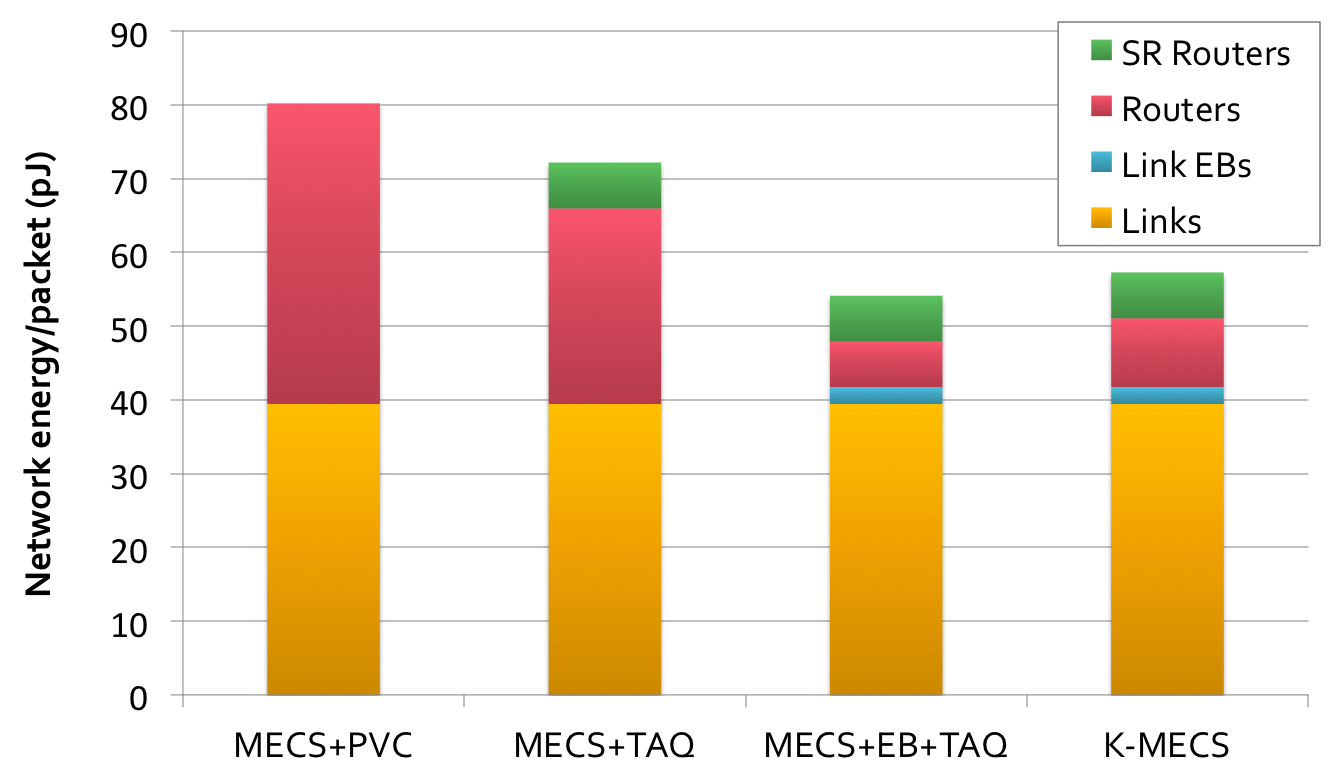 Network energy/packet (pJ)
90
80
70
60
50
40
30
20
10
0
SR Routers
Routers
Link EBs
Links
MECS+PVC
MECS+TAQ
MECS+EB+TAQ
K-MECS